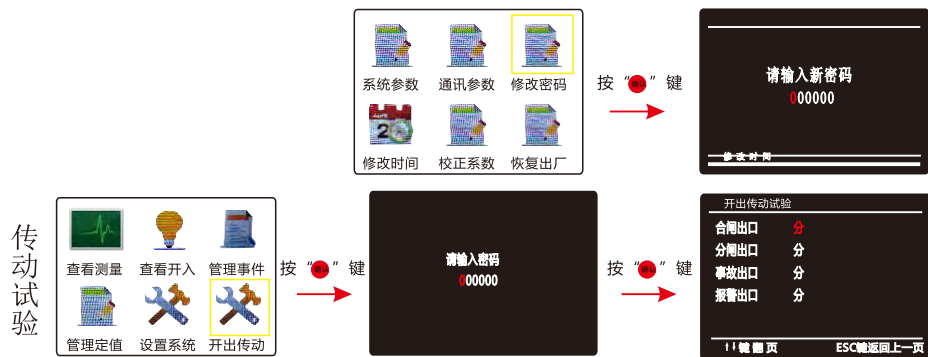 系统参数 通讯参数 修改密码
修改时间 校正系数 恢复出厂
按“确认”键
请输入新密码
000000
修改时间
传动试验
查看测量 查看开入 管理事件
管理定值 设置系统 开出传动
按“确认”键
请输入密码
000000
按“确认”键
开出传动试验
合闸出口 分
分闸出口 分
事故出口 分
报警出口 分
↑↓键翻页 ESC键返回上一页